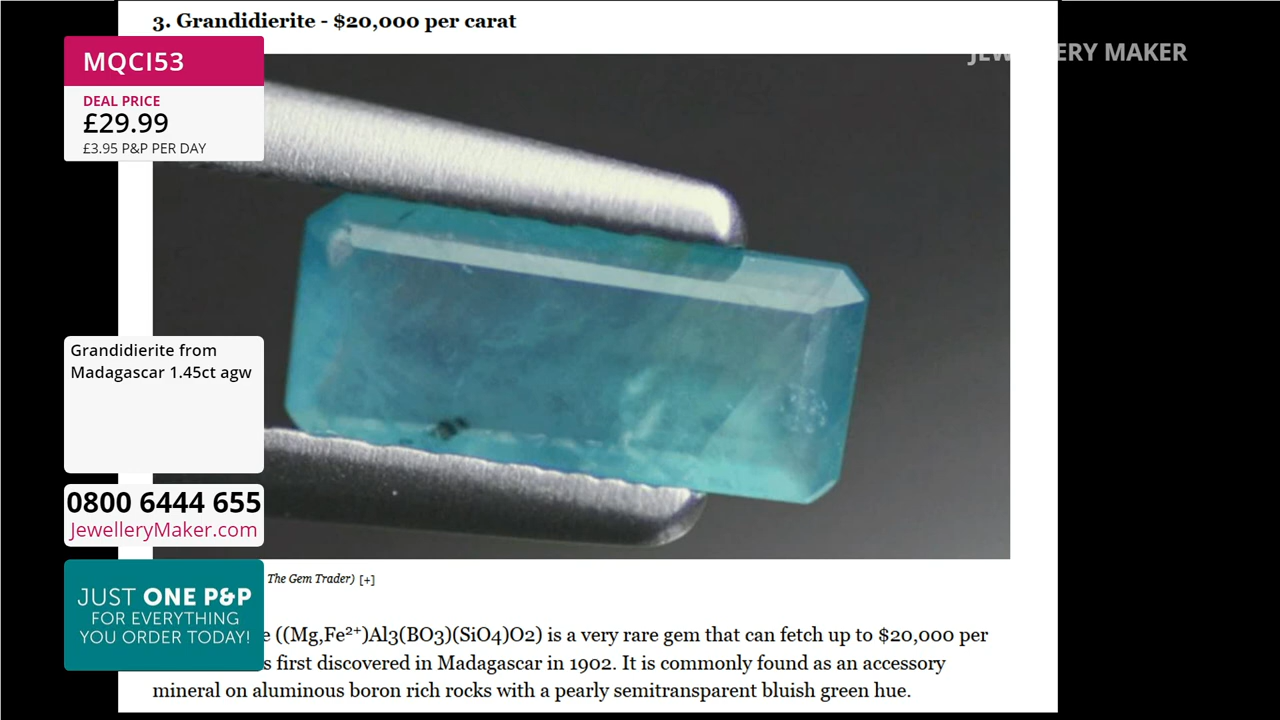 3. Grandidierite - $20,000 per carat
JEWELLERY MAKER
MQCI53
DEAL PRICE
£29.99
£3.95 P&P PER DAY
Grandidierite from
Madagascar 1.45ct agw
0800 6444 655
JewelleryMaker.com
JUST ONE P&P
FOR EVERYTHING
YOU ORDER TODAY!
The Gem Trader) [+]
((Mg,Fe²⁺)Al3(BO3)(SiO4)O2) is a very rare gem that can fetch up to $20,000 per
first discovered in Madagascar in 1902. It is commonly found as an accessory
mineral on aluminous boron rich rocks with a pearly semitransparent bluish green hue.